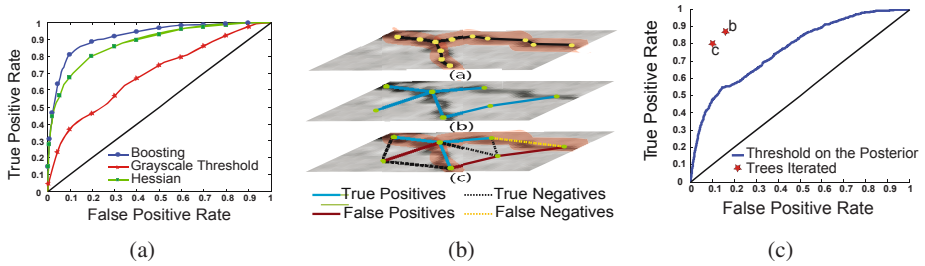 (a)
True Positive Rate
1
0.9
0.8
0.7
0.6
0.5
0.4
0.3
0.2
0.1
0
Boosting
Grayscale Threshold
Hessian
0 0.1 0.2 0.3 0.4 0.5 0.6 0.7 0.8 0.9 1
False Positive Rate
(a)
(a)
(b)
(c)
True Positives
True Negatives
False Positives
False Negatives
(b)
(c)
True Positive Rate
1
0.9
0.8
0.7
0.6
0.5
0.4
0.3
0.2
0.1
0
b
c
Threshold on the Posterior
Trees Iterated
0 0.1 0.2 0.3 0.4 0.5 0.6 0.7 0.8 0.9 1
False Positive Rate
(c)